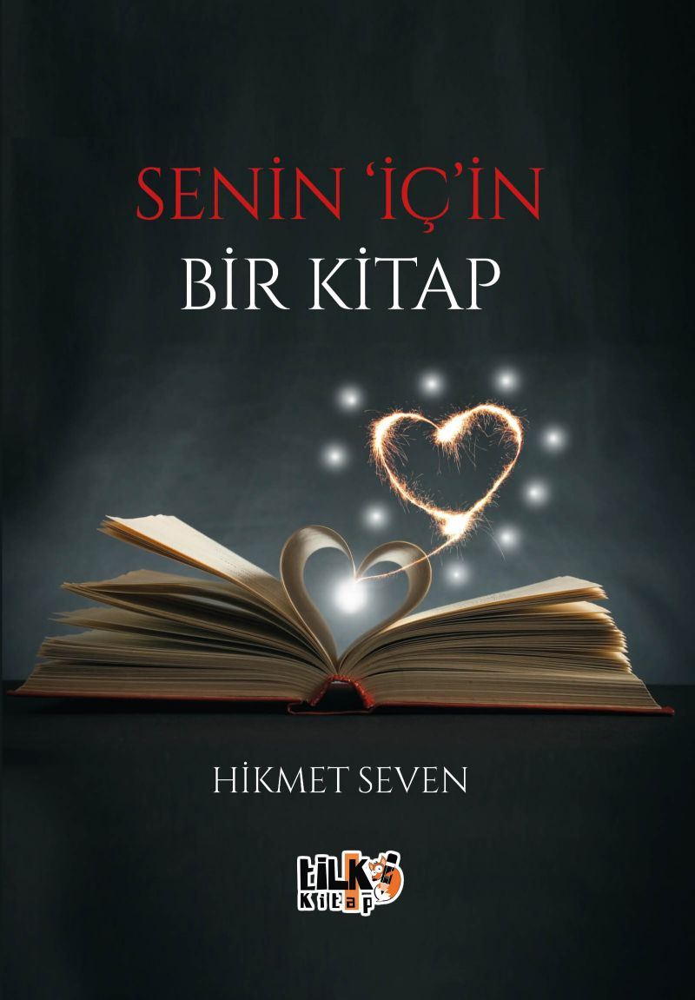 SENİN ‘İÇ’İN
BİR KİTAP
HİKMET SEVEN
tilki
kitap